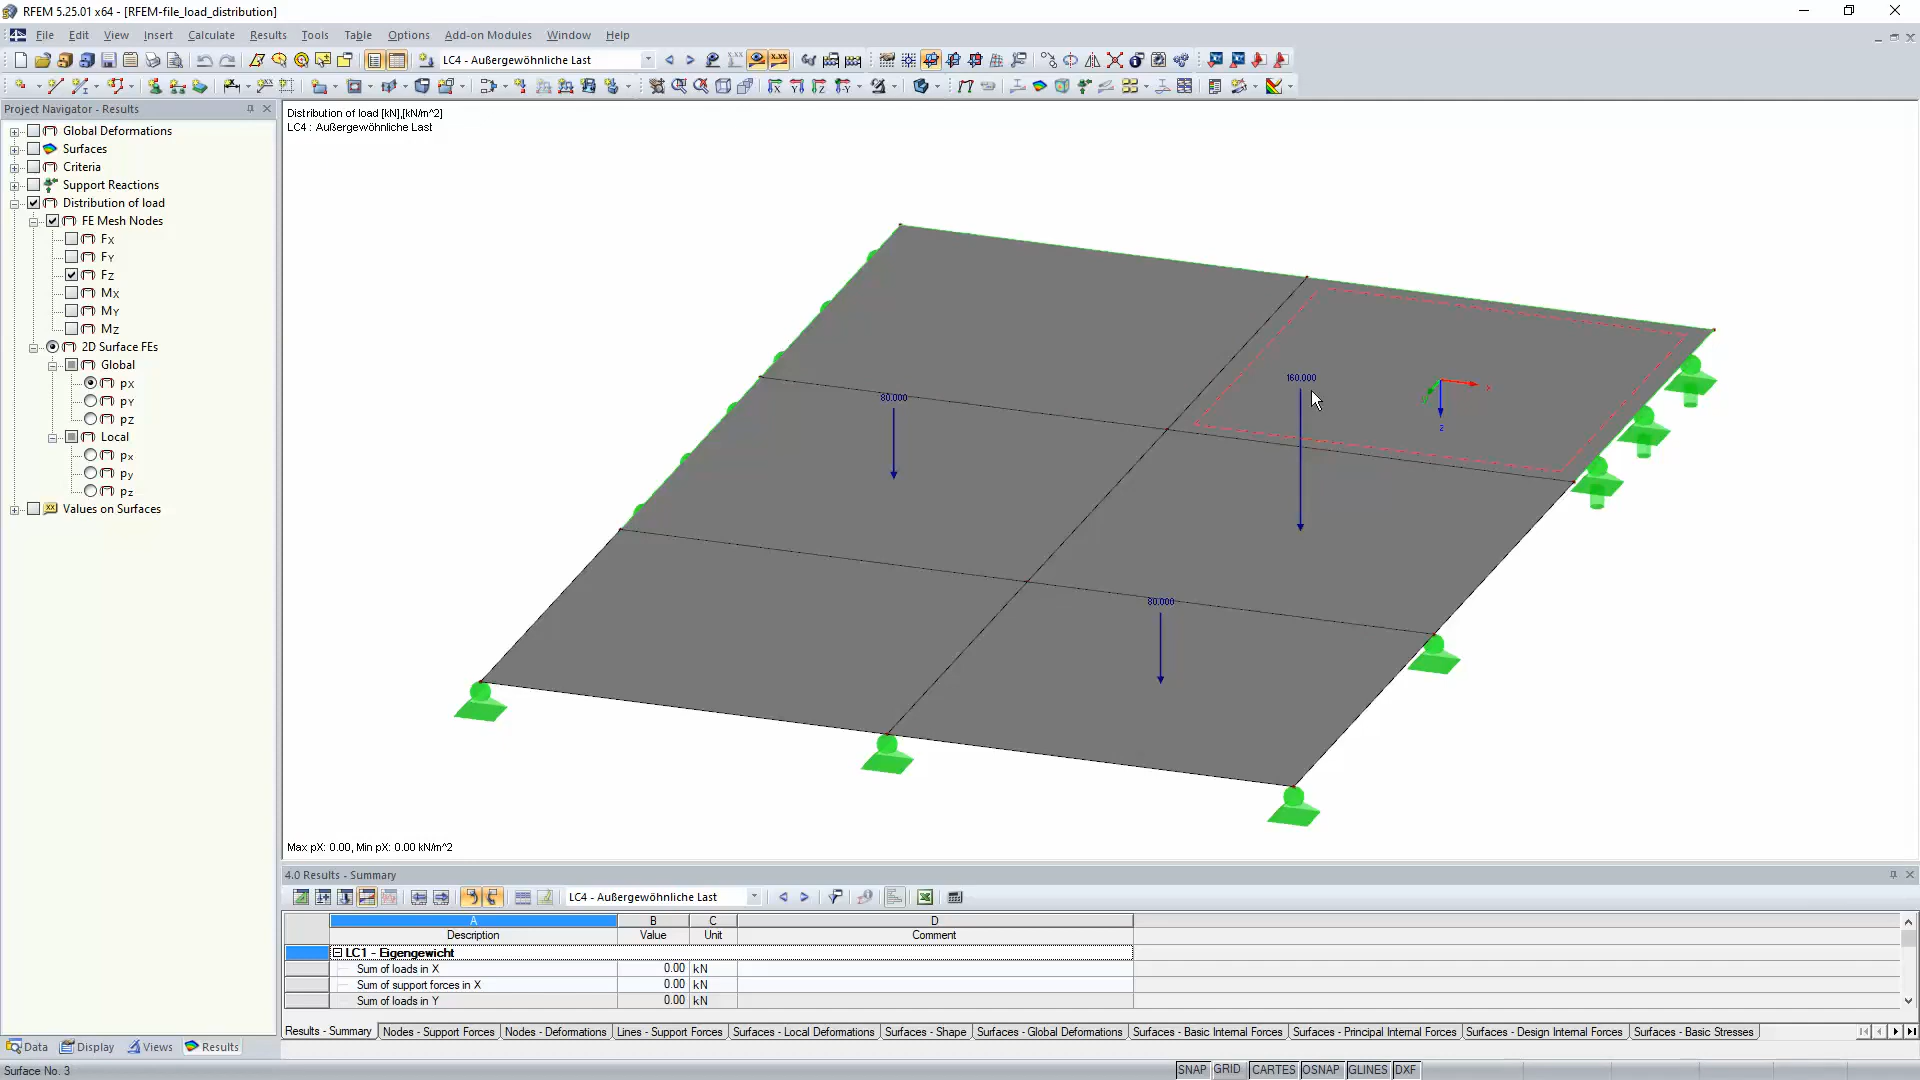 RFEM 5.25.01 x64 - [RFEM-file_load_distribution]
File Edit View Insert Calculate Results Tools Table Options Add-on Modules Window Help
LC4 - Außergewöhnliche Last
Project Navigator - Results
Global Deformations
Surfaces
Criteria
Support Reactions
Distribution of load
FE Mesh Nodes
Fx
FY
Fz
Mx
MY
Mz
2D Surface FEs
Global
pX
pY
pZ
Local
px
py
pz
Values on Surfaces
Data Display Views Results
Distribution of load [kN],[kN/m^2]
LC4 : Außergewöhnliche Last
160.000
80.000
z
80.000
Max pX: 0.00, Min pX: 0.00 kN/m^2
4.0 Results - Summary
LC4 - Außergewöhnliche Last
A B C D
Description Value Unit Comment
LC1 - Eigengewicht
Sum of loads in X 0.00 kN
Sum of support forces in X 0.00 kN
Sum of loads in Y 0.00 kN
Results - Summary Nodes - Support Forces Nodes - Deformations Lines - Support Forces Surfaces - Local Deformations Surfaces - Shape Surfaces - Global Deformations Surfaces - Basic Internal Forces Surfaces - Principal Internal Forces Surfaces - Design Internal Forces Surfaces - Basic Stresses
Surface No. 3
SNAP GRID CARTES OSNAP GLINES DXF